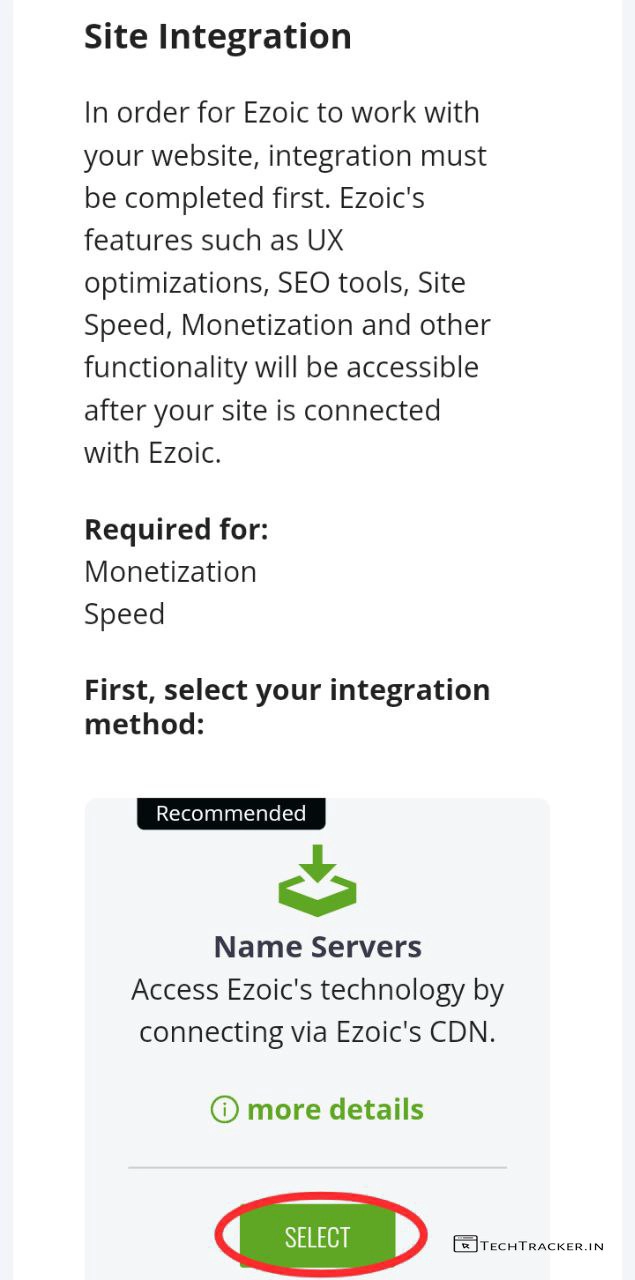 Site Integration
In order for Ezoic to work with
your website, integration must
be completed first. Ezoic's
features such as UX
optimizations, SEO tools, Site
Speed, Monetization and other
functionality will be accessible
after your site is connected
with Ezoic.
Required for:
Monetization
Speed
First, select your integration
method:
Recommended
Name Servers
Access Ezoic's technology by
connecting via Ezoic's CDN.
more details
SELECT
TECHTRACKER.IN